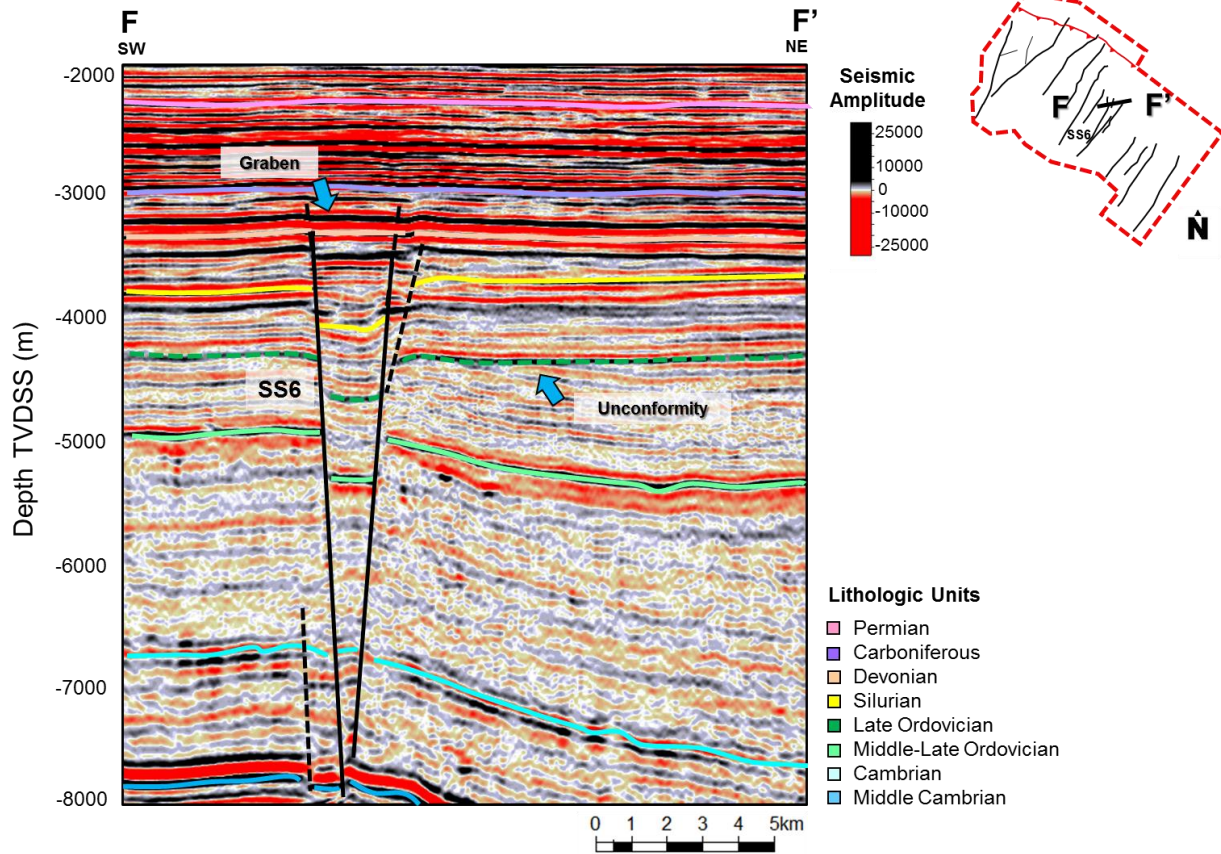 F
SW
F’
NE
Depth TVDSS (m)
-2000
-3000
-4000
-5000
-6000
-7000
-8000
Graben
SS6
Unconformity
Seismic
Amplitude
25000
10000
0
-10000
-25000
F
F’
SS6
N
Lithologic Units
Permian
Carboniferous
Devonian
Silurian
Late Ordovician
Middle-Late Ordovician
Cambrian
Middle Cambrian
0 1 2 3 4 5km